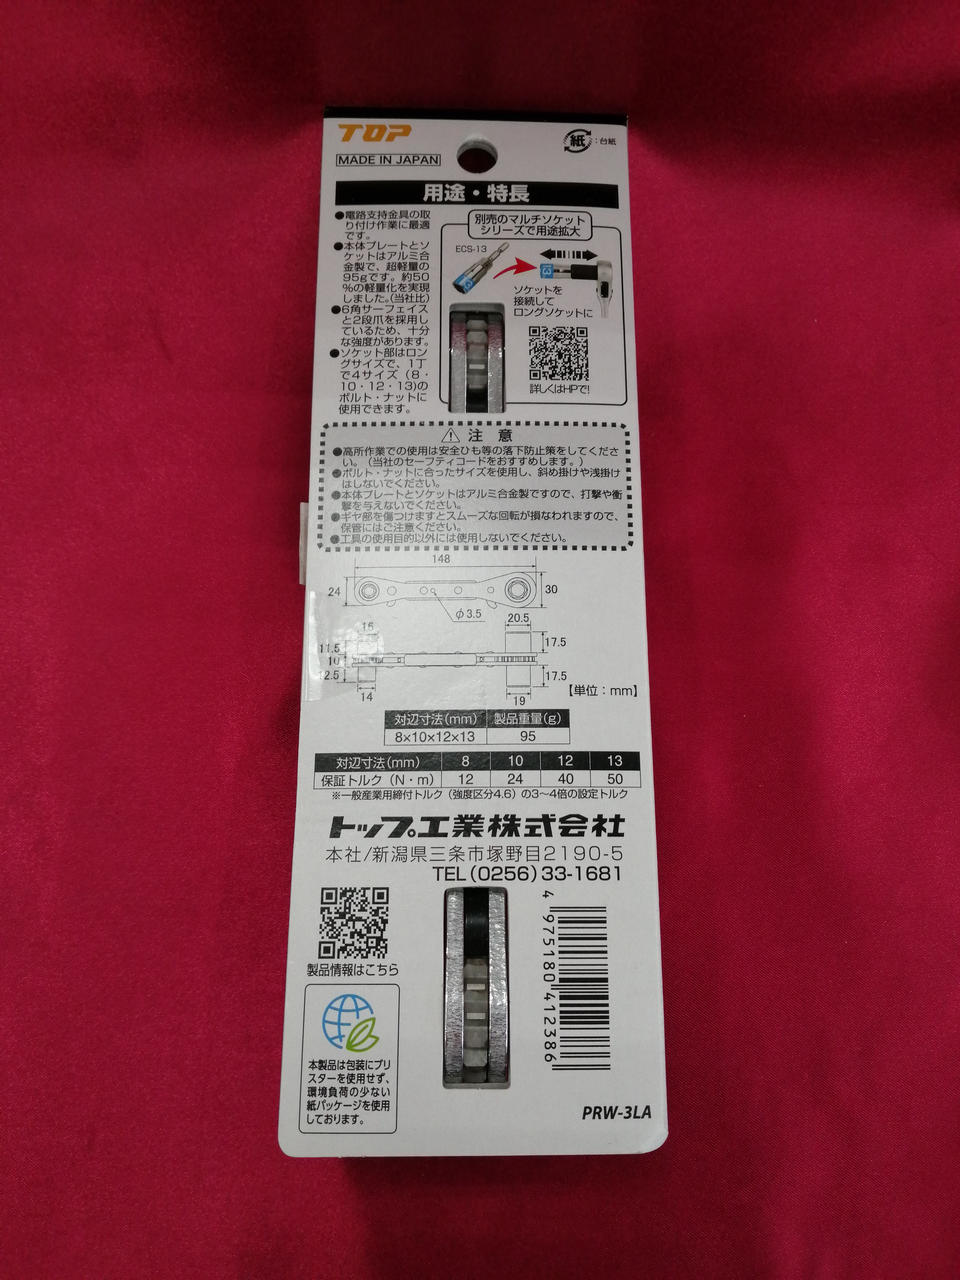 TOP
MADE IN JAPAN
紙:台紙
用途・特長
●電路支持金具の取
り付け作業に最適
です。
●本体プレートとソ
ケットはアルミ合
金製で、超軽量の
95gです。約50
%の軽量化を実現
しました。(当社比)
●6角サーフェイス
と2段爪を採用し
ているため、十分
な強度があります。
●ソケット部はロン
グサイズで、1丁
で4サイズ(8・
10・12・13)の
ボルト・ナットに
使用できます。
別売のマルチソケット
シリーズで用途拡大
ECS-13
13
ソケットを
接続して
ロングソケットに
詳しくはHPで!
⚠注 意
●高所作業での使用は安全ひも等の落下防止策をしてくださ
い。(当社のセーフティコードをおすすめします。)
●ボルト・ナットに合ったサイズを使用し、斜め掛けや浅掛け
はしないでください。
●本体プレートとソケットはアルミ合金製ですので、打撃や衝
撃を与えないでください。
●ギヤ部を傷つけますとスムーズな回転が損なわれますので、
保管にはご注意ください。
●工具の使用目的以外には使用しないでください。
148
24
30
φ3.5
16
20.5
11.5
17.5
10
12.5
17.5
14
19
【単位:mm】
対辺寸法(mm) 製品重量(g)
8×10×12×13 95
対辺寸法(mm) 8 10 12 13
保証トルク(N・m) 12 24 40 50
※一般産業用締付トルク(強度区分4.6)の3~4倍の設定トルク
トップ工業株式会社
本社/新潟県三条市塚野目2190-5
TEL(0256)33-1681
製品情報はこちら
本製品は包装にブリ
スターを使用せず、
環境負荷の少ない
紙パッケージを使用
しております。
4 975180 412386
PRW-3LA